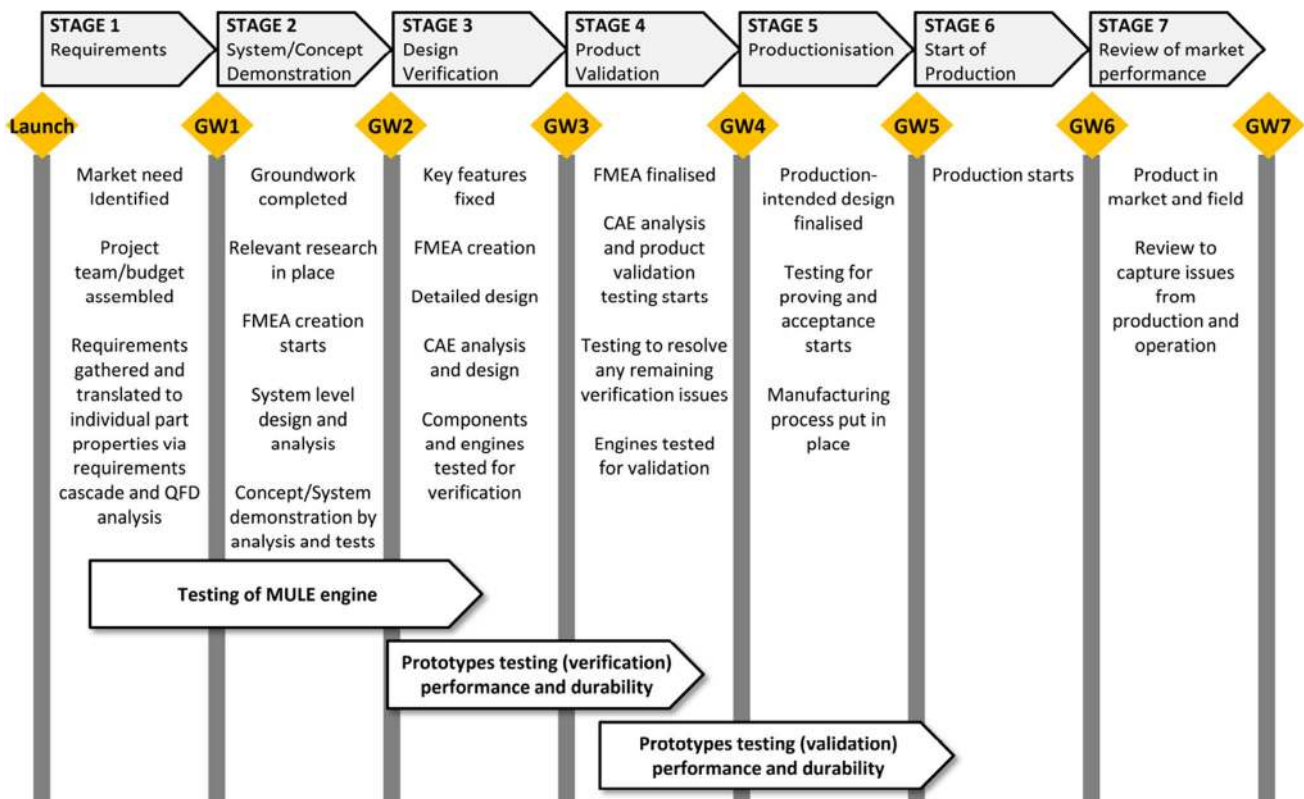 STAGE 1
Requirements
STAGE 2
System/Concept
Demonstration
STAGE 3
Design
Verification
STAGE 4
Product
Validation
STAGE 5
Productionisation
STAGE 6
Start of
Production
STAGE 7
Review of market
performance
Launch
GW1
GW2
GW3
GW4
GW5
GW6
GW7
Market need
Identified
Project
team/budget
assembled
Requirements
gathered and
translated to
individual part
properties via
requirements
cascade and QFD
analysis
Groundwork
completed
Relevant research
in place
FMEA creation
starts
System level
design and
analysis
Concept/System
demonstration by
analysis and tests
Key features
fixed
FMEA creation
Detailed design
CAE analysis
and design
Components
and engines
tested for
verification
FMEA finalised
CAE analysis
and product
validation
testing starts
Testing to resolve
any remaining
verification issues
Engines tested
for validation
Production-
intended design
finalised
Testing for
proving and
acceptance
starts
Manufacturing
process put in
place
Production starts
Product in
market and field
Review to
capture issues
from
production and
operation
Testing of MULE engine
Prototypes testing (verification)
performance and durability
Prototypes testing (validation)
performance and durability